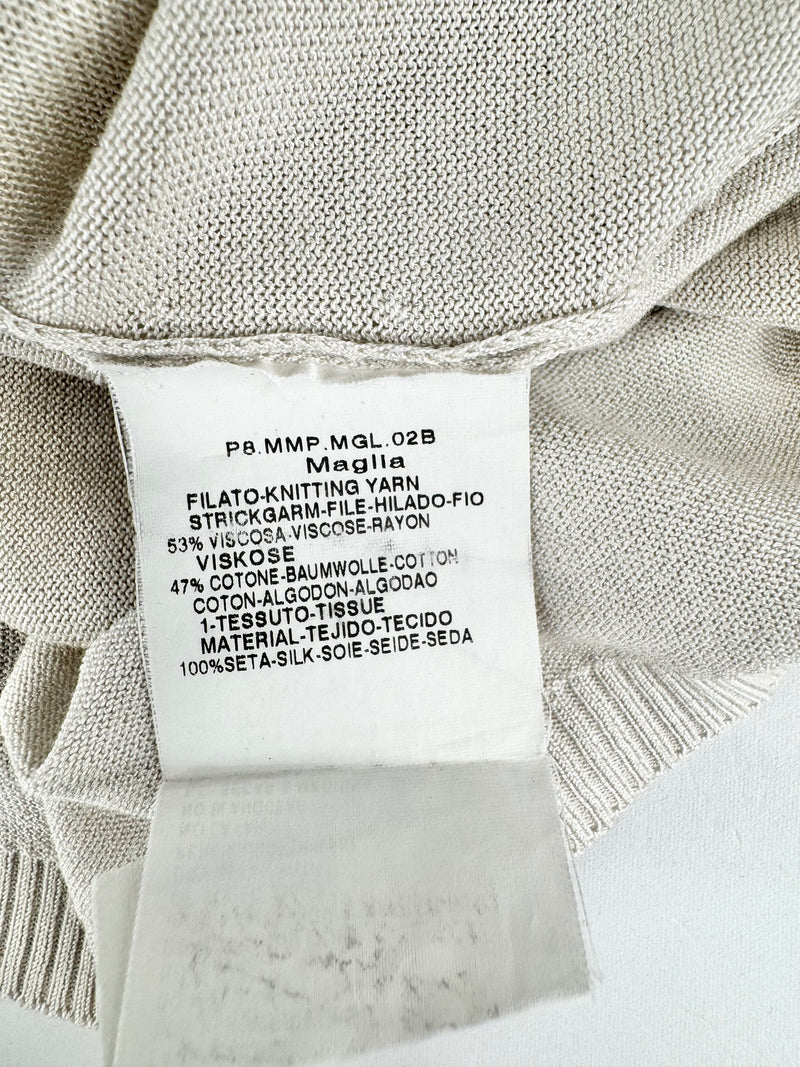 P8.MMP.MGL.02B
Maglia
FILATO-KNITTING YARN
STRICKGARM-FILE-HILADO-FIO
53% VISCOSA-VISCOSE-RAYON
VISKOSE
47% COTONE-BAUMWOLLE-COTTON
COTON-ALGODON-ALGODAO
1-TESSUTO-TISSUE
MATERIAL-TEJIDO-TECIDO
100%SETA-SILK-SOIE-SEIDE-SEDA